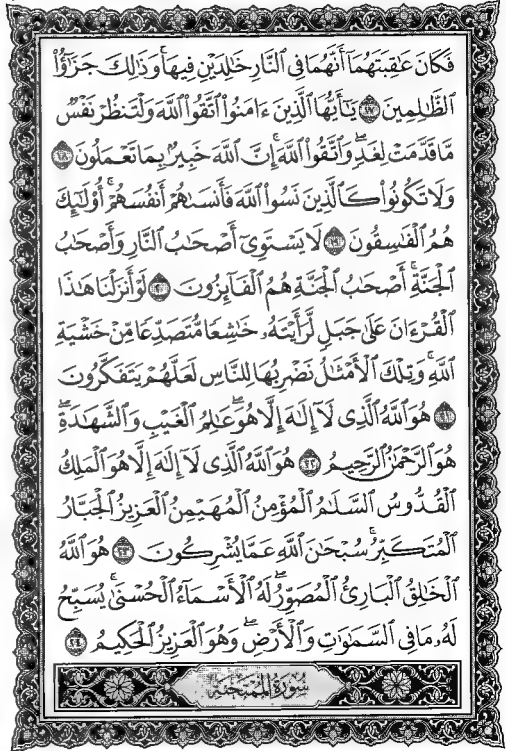 فَكَانَ عَٰقِبَتَهُمَآ أَنَّهُمَا فِي ٱلنَّارِ خَٰلِدَيۡنِ فِيهَاۚ وَذَٰلِكَ جَزَٰٓؤُاْ
ٱلظَّٰلِمِينَ ١٧ يَٰٓأَيُّهَا ٱلَّذِينَ ءَامَنُواْ ٱتَّقُواْ ٱللَّهَ وَلۡتَنظُرۡ نَفۡسٞ
مَّا قَدَّمَتۡ لِغَدٖۖ وَٱتَّقُواْ ٱللَّهَۚ إِنَّ ٱللَّهَ خَبِيرُۢ بِمَا تَعۡمَلُونَ ١٨
وَلَا تَكُونُواْ كَٱلَّذِينَ نَسُواْ ٱللَّهَ فَأَنسَىٰهُمۡ أَنفُسَهُمۡۚ أُوْلَٰٓئِكَ
هُمُ ٱلۡفَٰسِقُونَ ١٩ لَا يَسۡتَوِيٓ أَصۡحَٰبُ ٱلنَّارِ وَأَصۡحَٰبُ
ٱلۡجَنَّةِۚ أَصۡحَٰبُ ٱلۡجَنَّةِ هُمُ ٱلۡفَآئِزُونَ ٢٠ لَوۡ أَنزَلۡنَا هَٰذَا
ٱلۡقُرۡءَانَ عَلَىٰ جَبَلٖ لَّرَأَيۡتَهُۥ خَٰشِعٗا مُّتَصَدِّعٗا مِّنۡ خَشۡيَةِ
ٱللَّهِۚ وَتِلۡكَ ٱلۡأَمۡثَٰلُ نَضۡرِبُهَا لِلنَّاسِ لَعَلَّهُمۡ يَتَفَكَّرُونَ
٢١ هُوَ ٱللَّهُ ٱلَّذِي لَآ إِلَٰهَ إِلَّا هُوَۖ عَٰلِمُ ٱلۡغَيۡبِ وَٱلشَّهَٰدَةِۖ
هُوَ ٱلرَّحۡمَٰنُ ٱلرَّحِيمُ ٢٢ هُوَ ٱللَّهُ ٱلَّذِي لَآ إِلَٰهَ إِلَّا هُوَ ٱلۡمَلِكُ
ٱلۡقُدُّوسُ ٱلسَّلَٰمُ ٱلۡمُؤۡمِنُ ٱلۡمُهَيۡمِنُ ٱلۡعَزِيزُ ٱلۡجَبَّارُ
ٱلۡمُتَكَبِّرُۚ سُبۡحَٰنَ ٱللَّهِ عَمَّا يُشۡرِكُونَ ٢٣ هُوَ ٱللَّهُ
ٱلۡخَٰلِقُ ٱلۡبَارِئُ ٱلۡمُصَوِّرُۖ لَهُ ٱلۡأَسۡمَآءُ ٱلۡحُسۡنَىٰۚ يُسَبِّحُ
لَهُۥ مَا فِي ٱلسَّمَٰوَٰتِ وَٱلۡأَرۡضِۖ وَهُوَ ٱلۡعَزِيزُ ٱلۡحَكِيمُ ٢٤
سُورَةُ المُمْتَحنَةِ